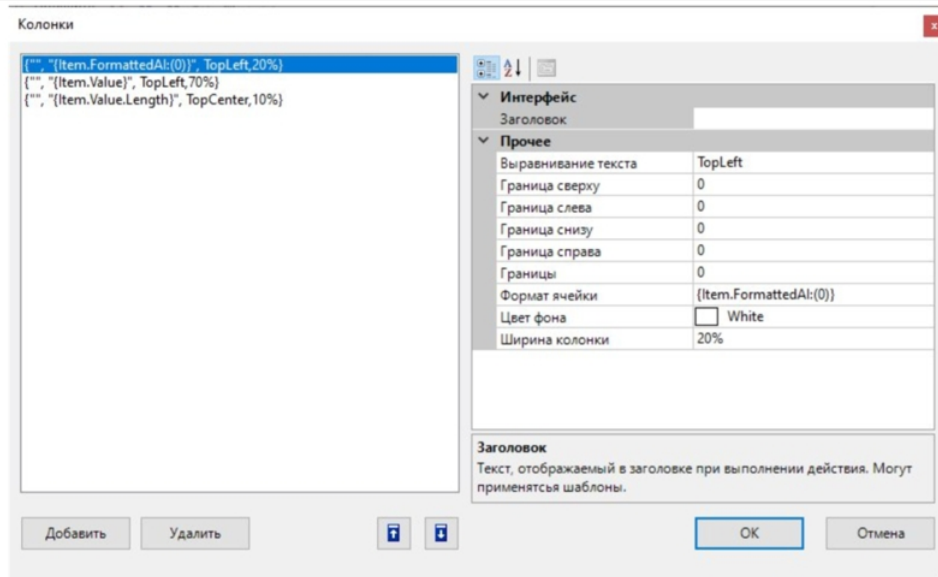 Колонки
x
{"", "{Item.FormattedAI:(0)}", TopLeft,20%}
{"", "{Item.Value}", TopLeft,70%}
{"", "{Item.Value.Length}", TopCenter,10%}
Интерфейс
Заголовок
Прочее
Выравнивание текста TopLeft
Граница сверху 0
Граница слева 0
Граница снизу 0
Граница справа 0
Границы 0
Формат ячейки {Item.FormattedAI:(0)}
Цвет фона White
Ширина колонки 20%
Заголовок
Текст, отображаемый в заголовке при выполнении действия. Могут
применятсья шаблоны.
Добавить Удалить OK Отмена